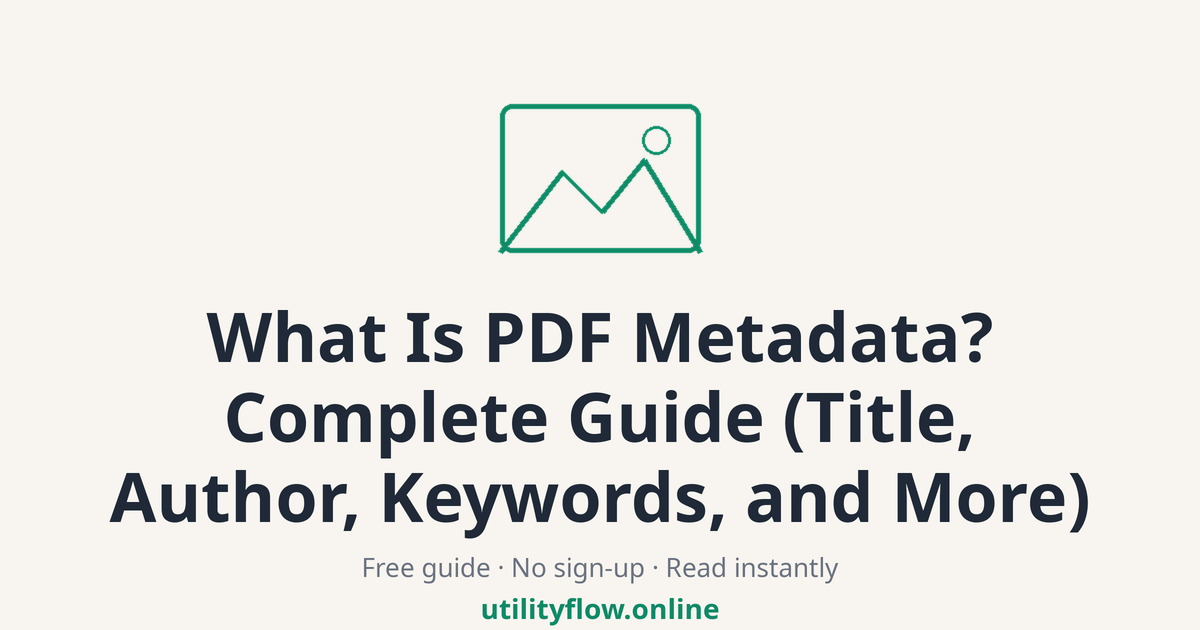 What Is PDF Metadata?
Complete Guide (Title,
Author, Keywords, and More)
Free guide · No sign-up · Read instantly
utilityflow.online